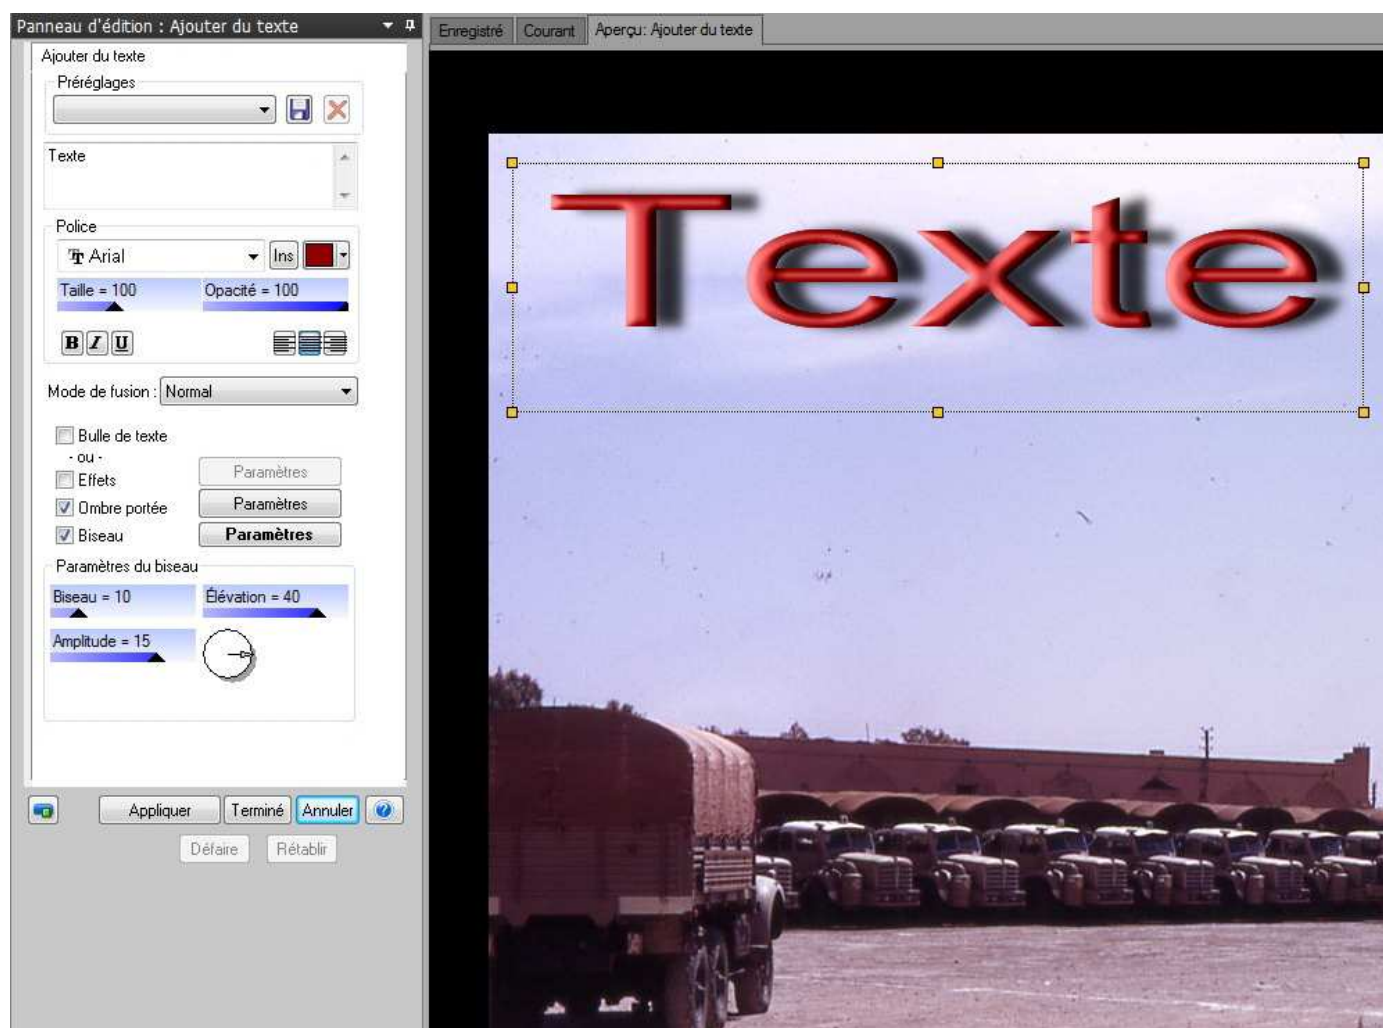 Panneau d'édition : Ajouter du texte
Enregistré Courant Aperçu: Ajouter du texte
Ajouter du texte
Préréglages
Texte
Police
Arial Ins
Taille = 100 Opacité = 100
B I U
Mode de fusion : Normal
Bulle de texte
- ou -
Effets Paramètres
Ombre portée Paramètres
Biseau Paramètres
Paramètres du biseau
Biseau = 10 Élévation = 40
Amplitude = 15
Appliquer Terminé Annuler ?
Défaire Rétablir
Texte